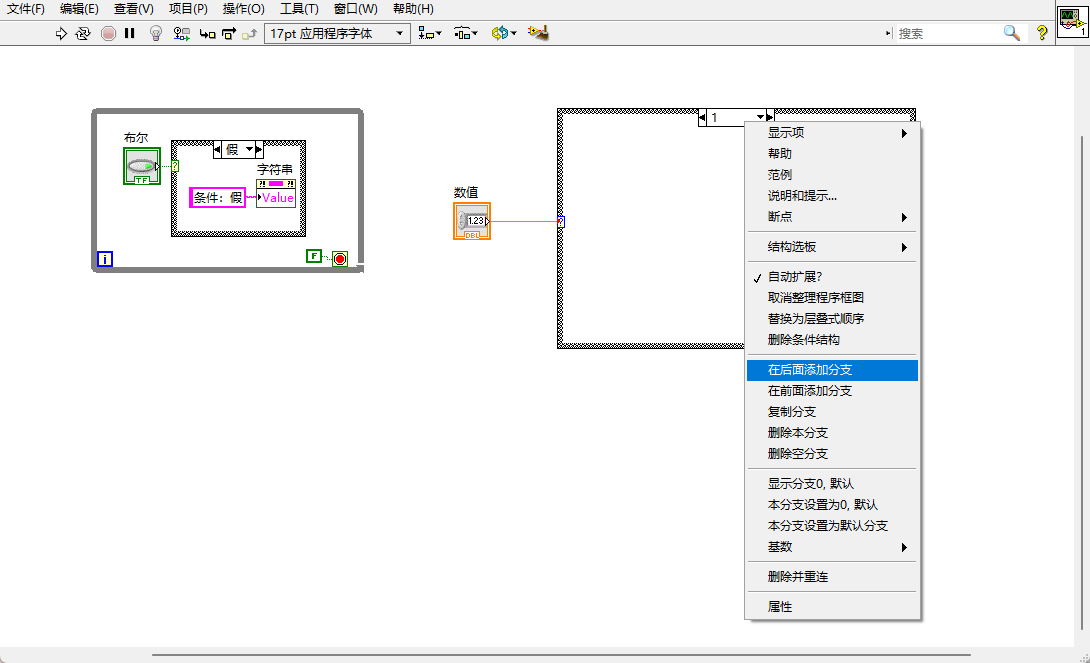 文件(F) 编辑(E) 查看(V) 项目(P) 操作(O) 工具(T) 窗口(W) 帮助(H)
17pt 应用程序字体
搜索
?
1
布尔
TF
?
假
字符串
条件: 假
?! ?!
Value
i
F
数值
1.23
DBL
?
1
显示项
帮助
范例
说明和提示...
断点
结构选板
自动扩展?
取消整理程序框图
替换为层叠式顺序
删除条件结构
在后面添加分支
在前面添加分支
复制分支
删除本分支
删除空分支
显示分支0, 默认
本分支设置为0, 默认
本分支设置为默认分支
基数
删除并重连
属性